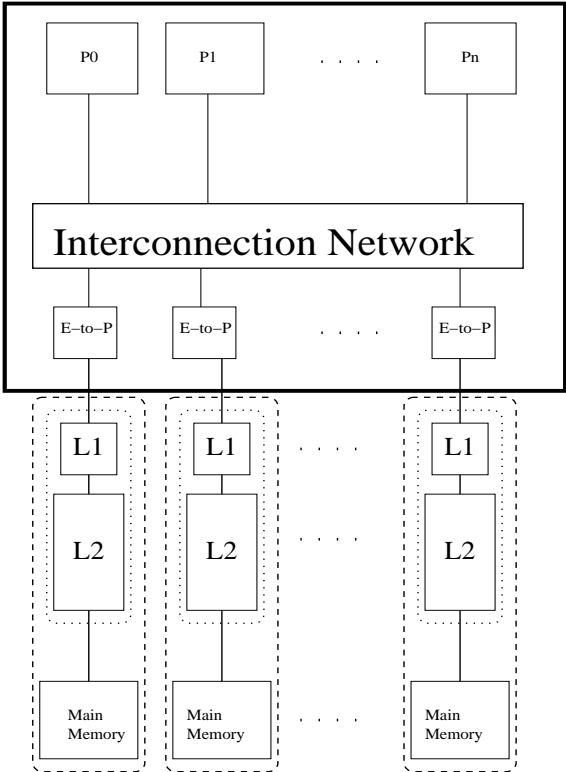 P0 P1 . . . . Pn
Interconnection Network
E−to−P E−to−P . . . . E−to−P
L1 L1 . . . . L1
L2 L2 . . . . L2
Main Main Main
Memory Memory . . . . Memory